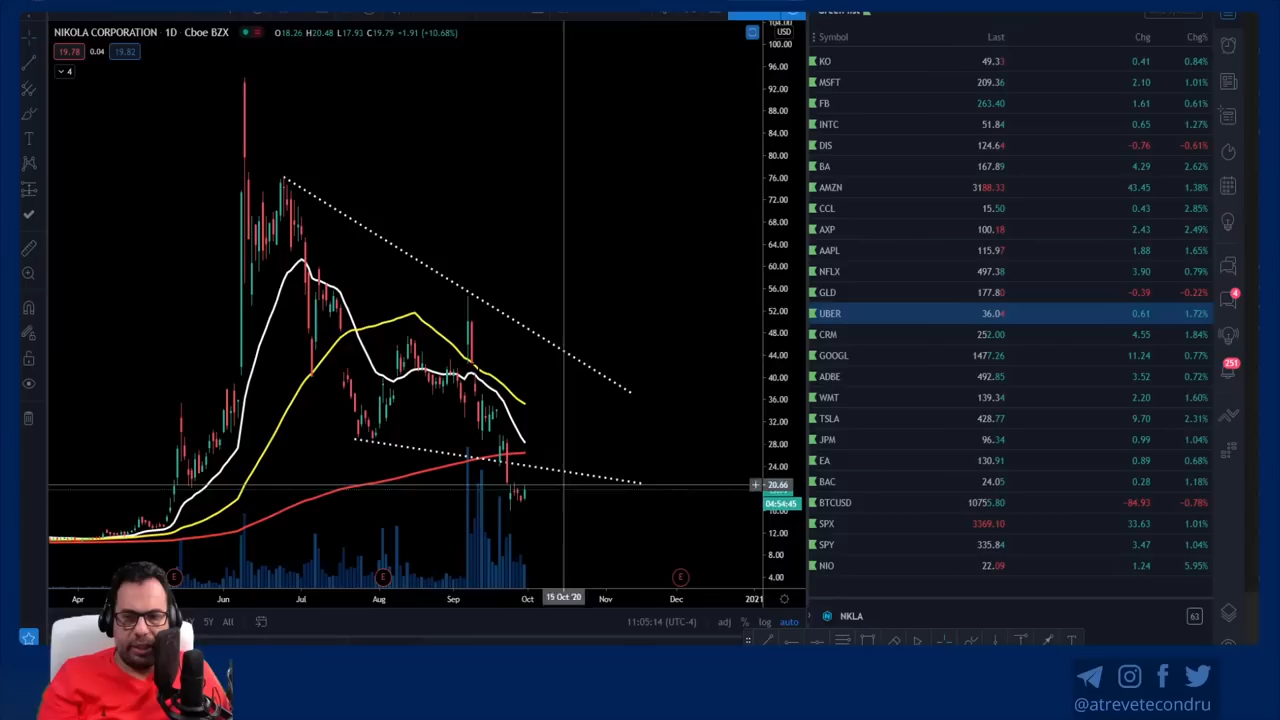 NIKOLA CORPORATION · 1D · Cboe BZX
O18.26 H20.48 L17.93 C19.79 +1.91 (+10.68%)
19.78 0.04 19.82
4
104.00
USD
100.00
96.00
92.00
88.00
84.00
80.00
76.00
72.00
68.00
64.00
60.00
56.00
52.00
48.00
44.00
40.00
36.00
32.00
28.00
24.00
20.66
04:54:45
12.00
8.00
4.00
E E E
Apr Jun Jul Aug Sep Oct 15 Oct '20 Nov Dec 2021
5Y All
11:05:14 (UTC-4) adj % log auto
Symbol Last Chg Chg%
KO 49.33 0.41 0.84%
MSFT 209.36 2.10 1.01%
FB 263.40 1.61 0.61%
INTC 51.84 0.65 1.27%
DIS 124.64 −0.76 −0.61%
BA 167.89 4.29 2.62%
AMZN 3188.33 43.45 1.38%
CCL 15.50 0.43 2.85%
AXP 100.18 2.43 2.49%
AAPL 115.97 1.88 1.65%
NFLX 497.38 3.90 0.79%
GLD 177.80 −0.39 −0.22%
UBER 36.04 0.61 1.72%
CRM 252.00 4.55 1.84%
GOOGL 1477.26 11.24 0.77%
ADBE 492.85 3.52 0.72%
WMT 139.34 2.20 1.60%
TSLA 428.77 9.70 2.31%
JPM 96.34 0.99 1.04%
EA 130.91 0.89 0.68%
BAC 24.05 0.28 1.18%
BTCUSD 10755.80 −84.93 −0.78%
SPX 3369.10 33.63 1.01%
SPY 335.84 3.47 1.04%
NIO 22.09 1.24 5.95%
NKLA
63
4
251
@atrevetecondru